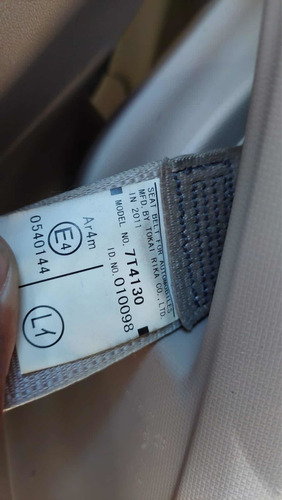 SEAT BELT FOR AUTOMOBILES
MFD. BY TOKAI RIKA CO., LTD.
IN 2011
MODEL NO. 7T4130
I.D. NO. 010098
Ar4m
E4
0540144
L1